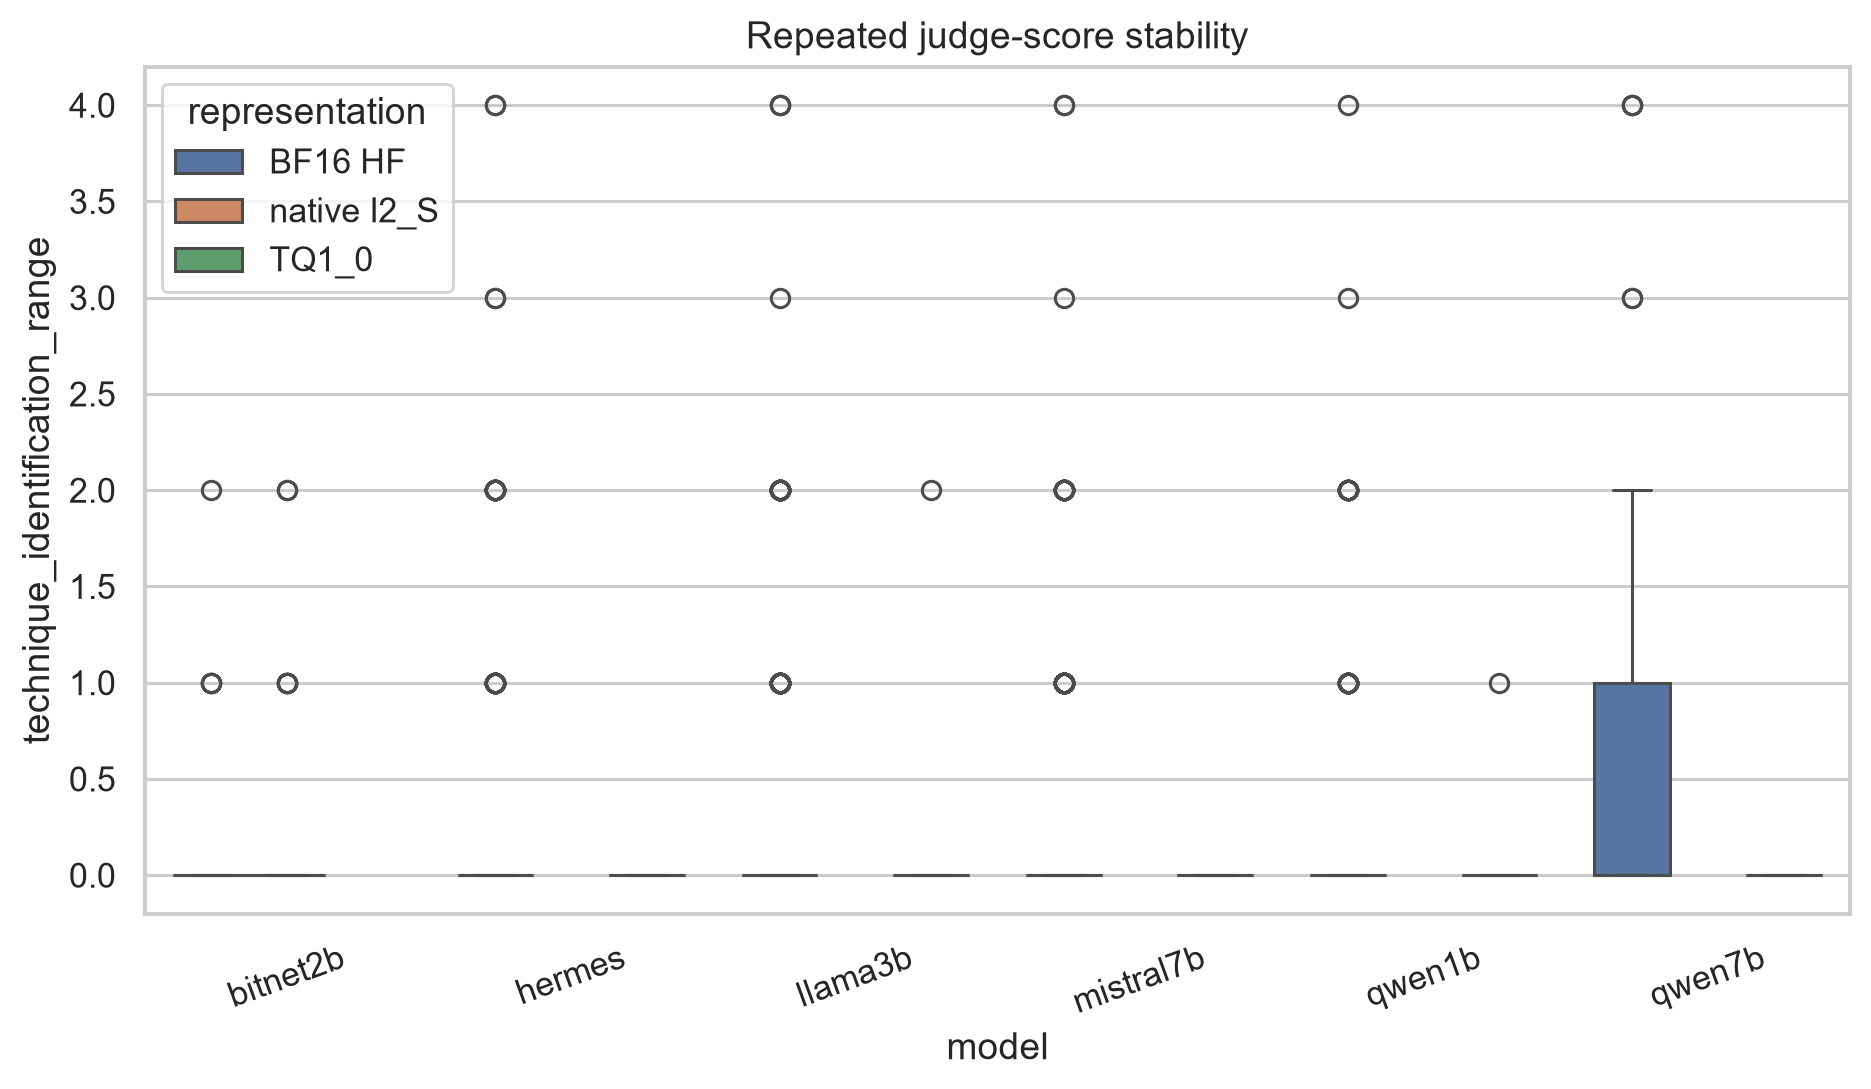 Repeated judge-score stability
representation
BF16 HF
native I2_S
TQ1_0
technique_identification_range
4.0
3.5
3.0
2.5
2.0
1.5
1.0
0.5
0.0
bitnet2b
hermes
llama3b
mistral7b
qwen1b
qwen7b
model